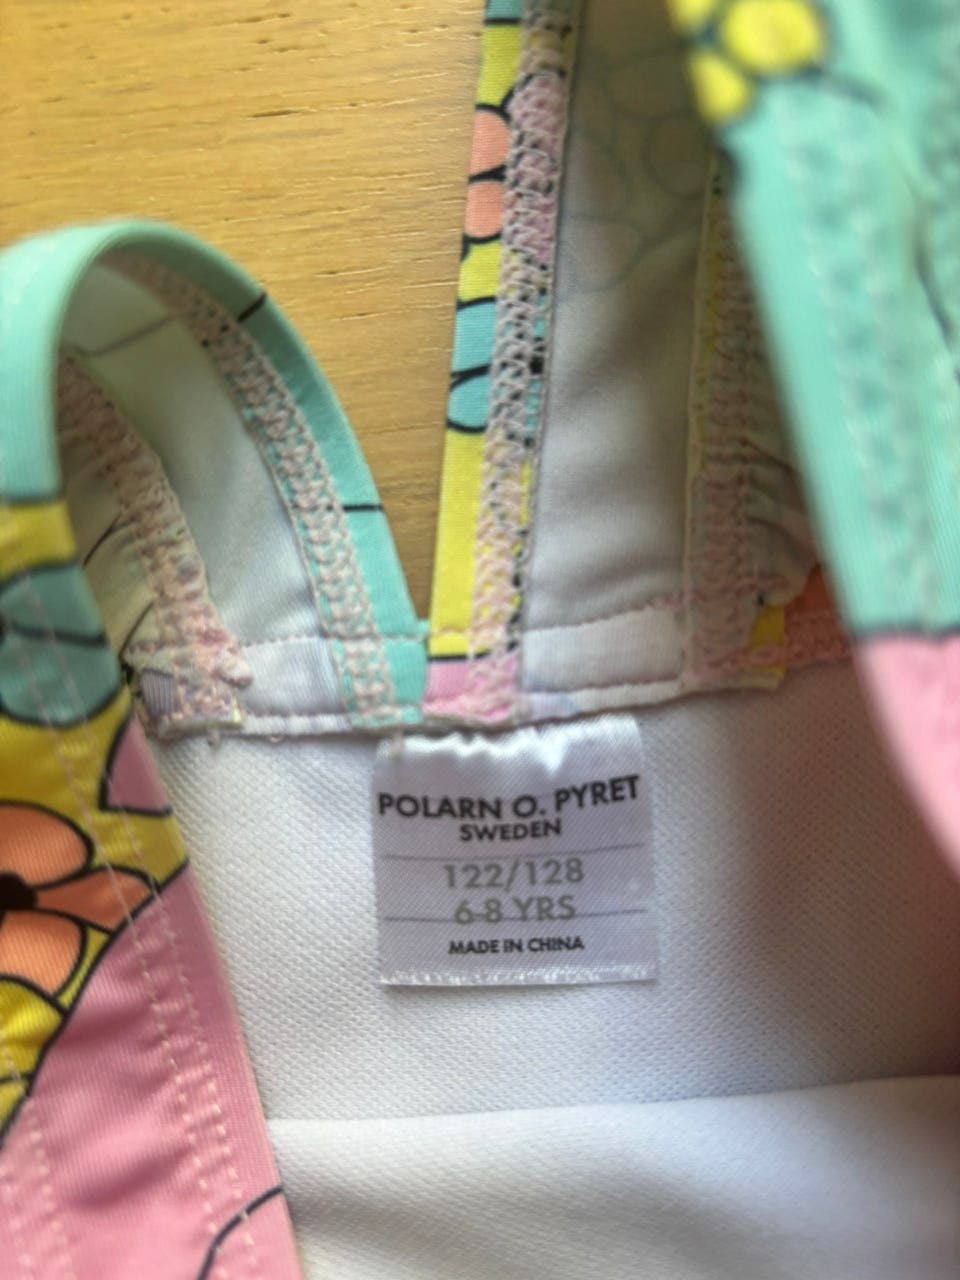 POLARN O. PYRET
SWEDEN
122/128
6-8 YRS
MADE IN CHINA